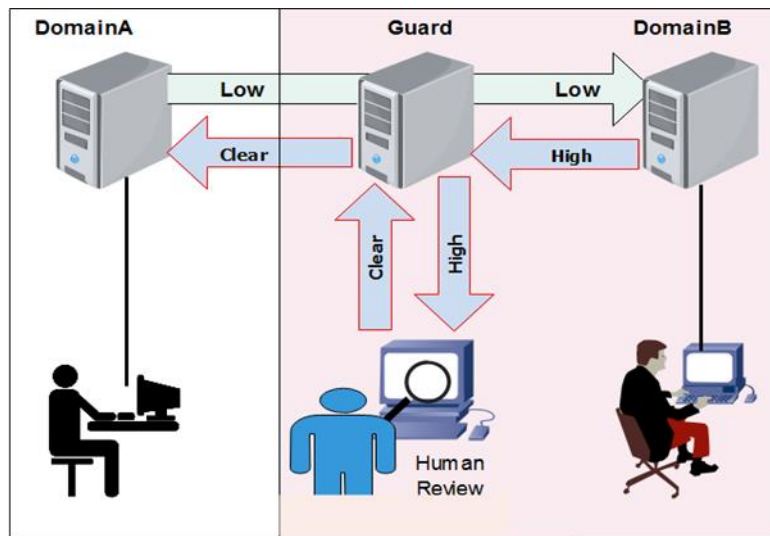 DomainA
Guard
DomainB
Low
Low
Clear
High
Clear
High
Human
Review